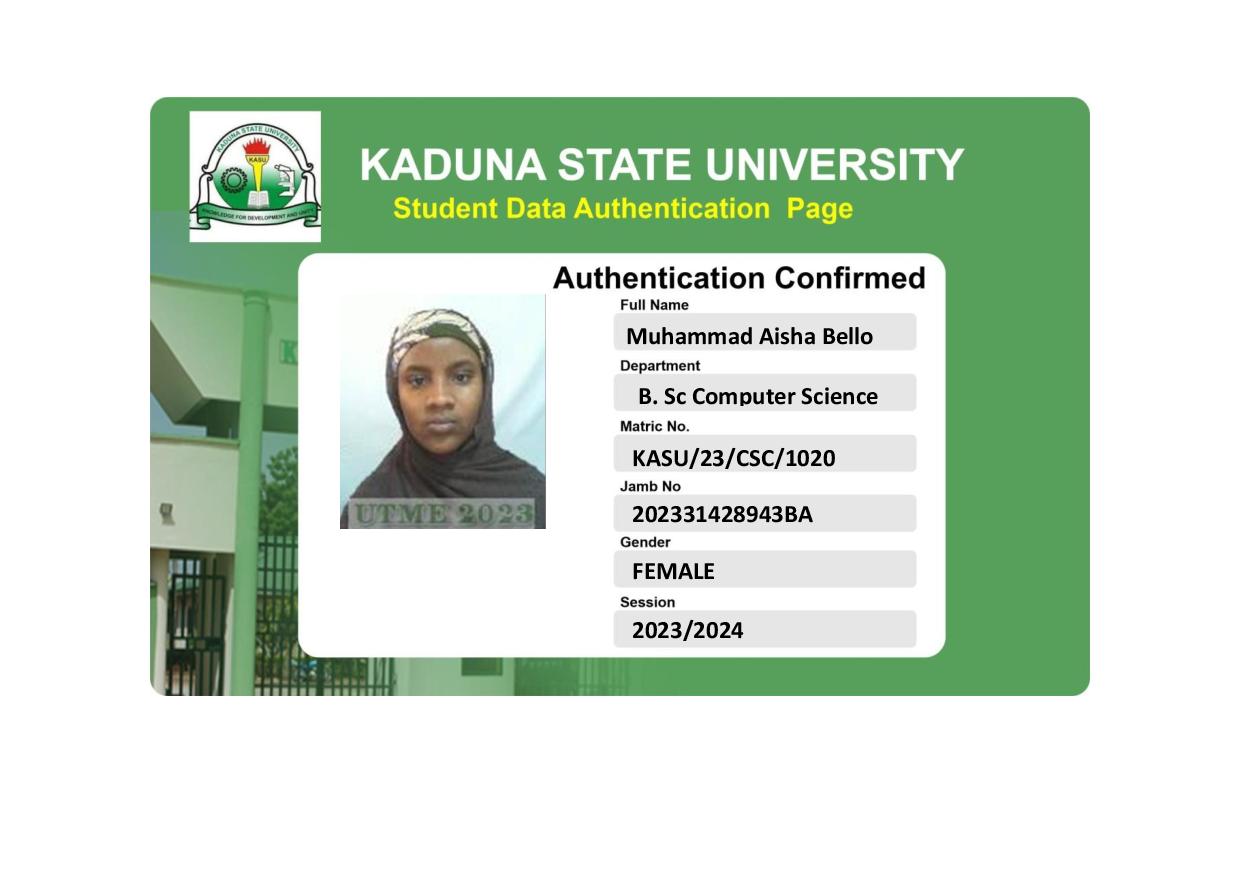 KADUNA STATE UNIVERSITY
KASU
KNOWLEDGE FOR DEVELOPMENT AND UNITY
KADUNA STATE UNIVERSITY
Student Data Authentication Page
Authentication Confirmed
UTME 2023
Full Name
Muhammad Aisha Bello
Department
B. Sc Computer Science
Matric No.
KASU/23/CSC/1020
Jamb No
202331428943BA
Gender
FEMALE
Session
2023/2024